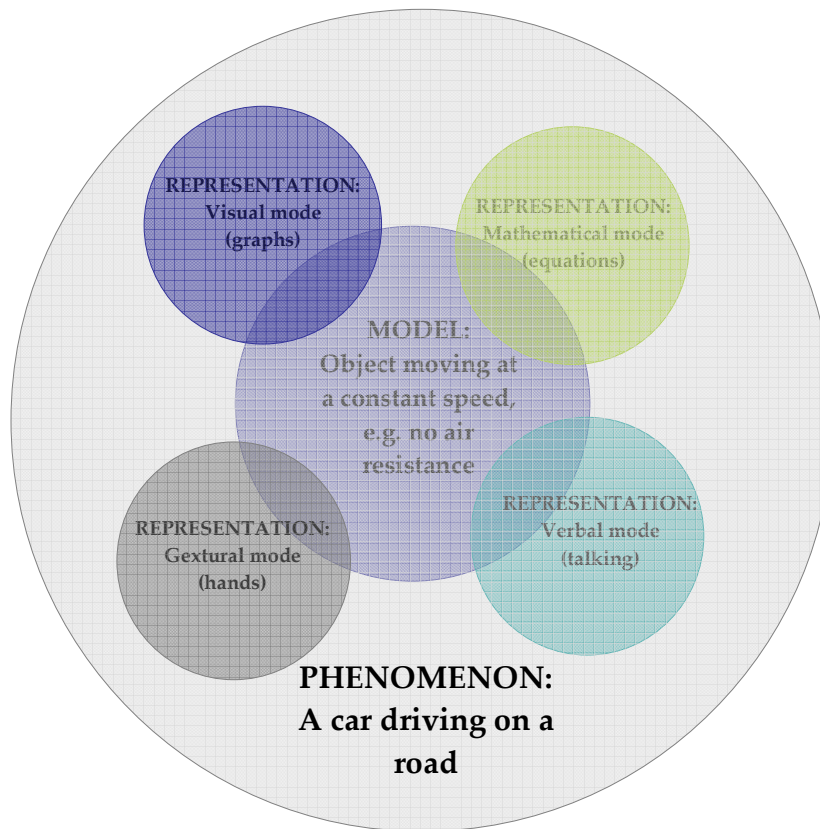 REPRESENTATION:
Visual mode
(graphs)
REPRESENTATION:
Mathematical mode
(equations)
MODEL:
Object moving at
a constant speed,
e.g. no air
resistance
REPRESENTATION:
Gextural mode
(hands)
REPRESENTATION:
Verbal mode
(talking)
PHENOMENON:
A car driving on a
road